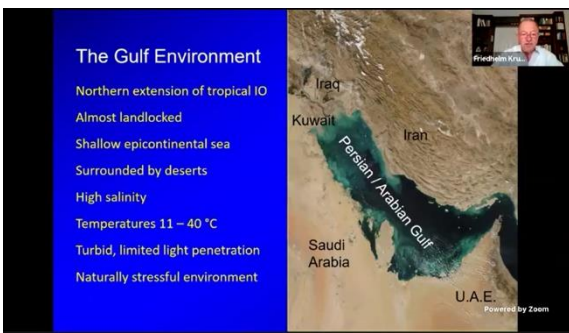 The Gulf Environment
Northern extension of tropical IO
Almost landlocked
Shallow epicontinental sea
Surrounded by deserts
High salinity
Temperatures 11 – 40 °C
Turbid, limited light penetration
Naturally stressful environment
Friedhelm Kru...
Iraq
Kuwait
Iran
Persian / Arabian Gulf
Saudi
Arabia
U.A.E.
Powered by Zoom